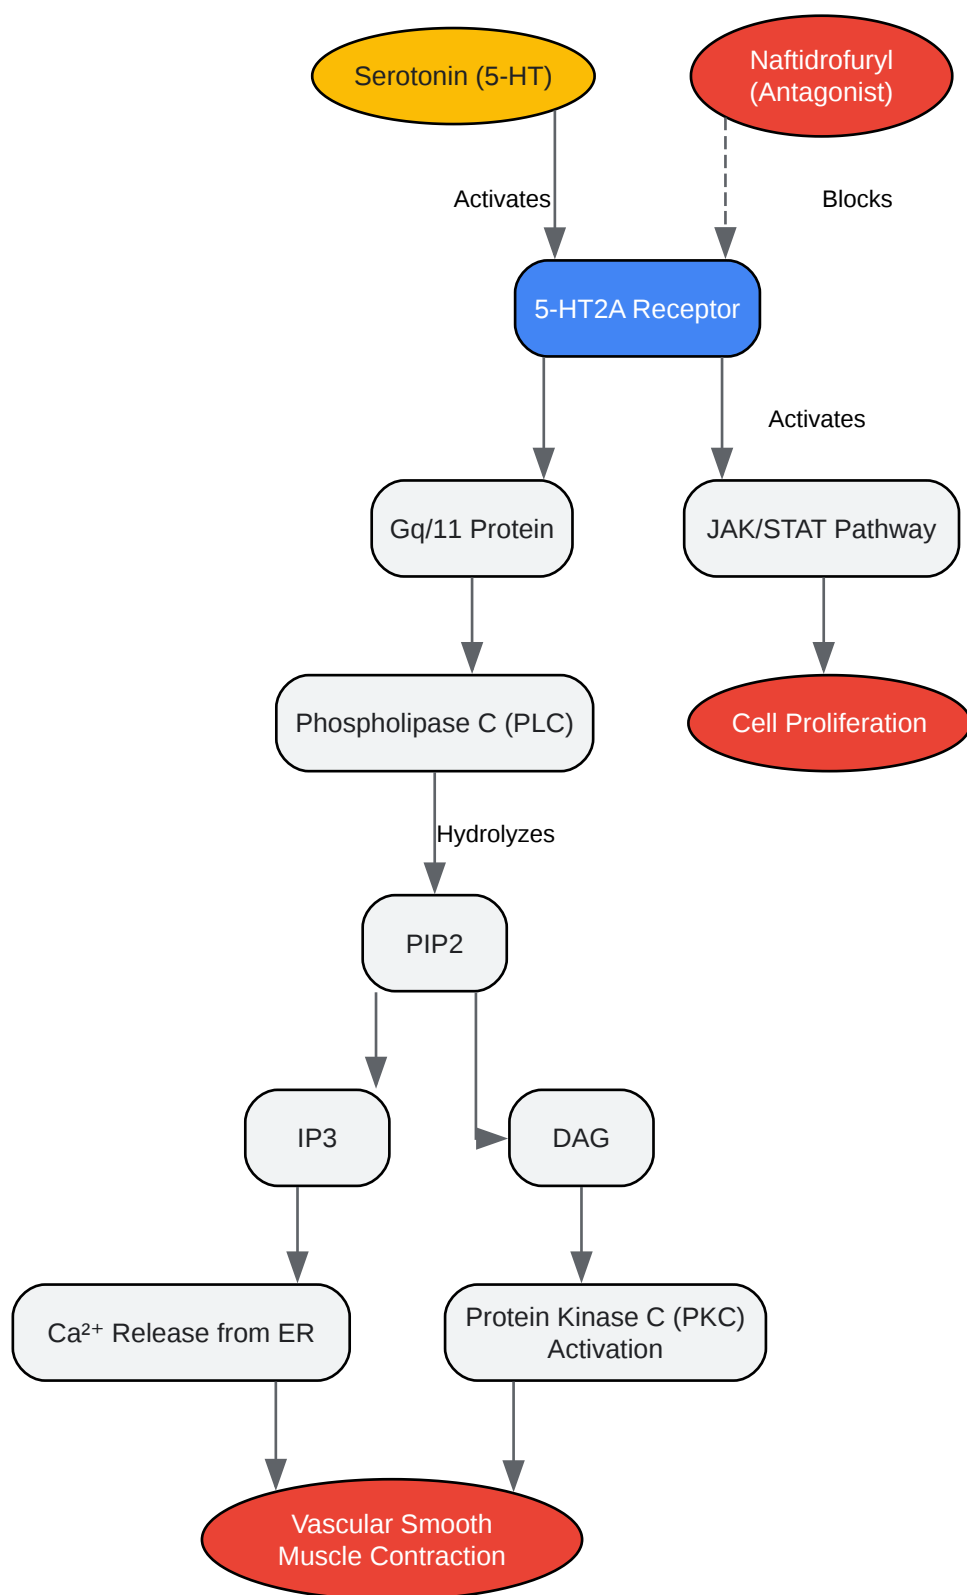 Serotonin (5-HT)
Naftidrofuryl
(Antagonist)
Activates
Blocks
5-HT2A Receptor
Activates
Gq/11 Protein
JAK/STAT Pathway
Phospholipase C (PLC)
Cell Proliferation
Hydrolyzes
PIP2
IP3
DAG
Ca²⁺ Release from ER
Protein Kinase C (PKC)
Activation
Vascular Smooth
Muscle Contraction